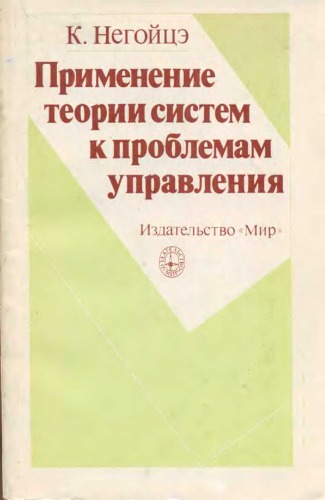 К. Негойцэ
Применение
теории систем
к проблемам
управления
Издательство «Мир»